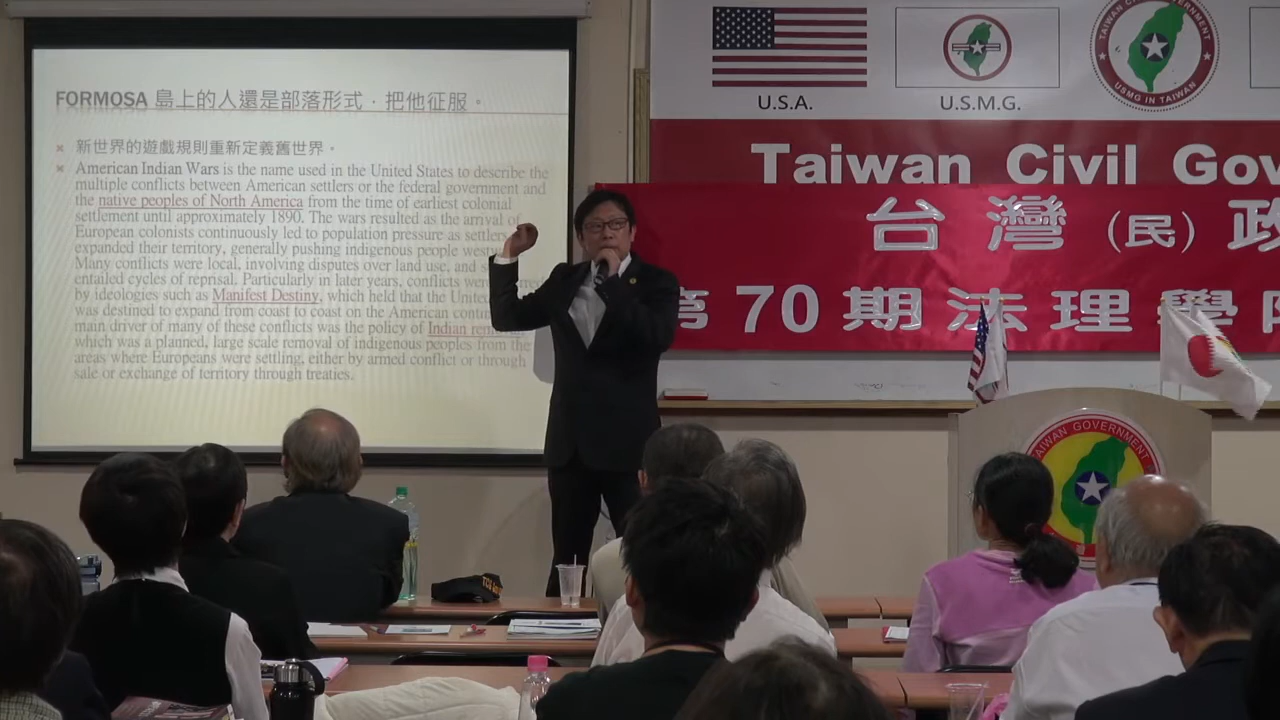 FORMOSA 島上的人還是部落形式﹐把他征服。
新世界的遊戲規則重新定義舊世界。
American Indian Wars is the name used in the United States to describe the
multiple conflicts between American settlers or the federal government and
the native peoples of North America from the time of earliest colonial
settlement until approximately 1890. The wars resulted as the arrival of
European colonists continuously led to population pressure as settlers
expanded their territory, generally pushing indigenous people
Many conflicts were local, involving disputes over land use, and
entailed cycles of reprisal. Particularly in later years, conflicts were
by ideologies such as Manifest Destiny, which held that the United
was destined to expand from coast to coast on the American
main driver of many of these conflicts was the policy of Indian
which was a planned, large scale removal of indigenous peoples from the
areas where Europeans were settling, either by armed conflict or through
sale or exchange of territory through treaties.
U.S.A.
U.S.M.G.
TAIWAN CIVIL GOVERNMENT
USMG IN TAIWAN
Taiwan Civil Gov
台灣(民)政
第70期法理學
TAIWAN GOVERNMENT